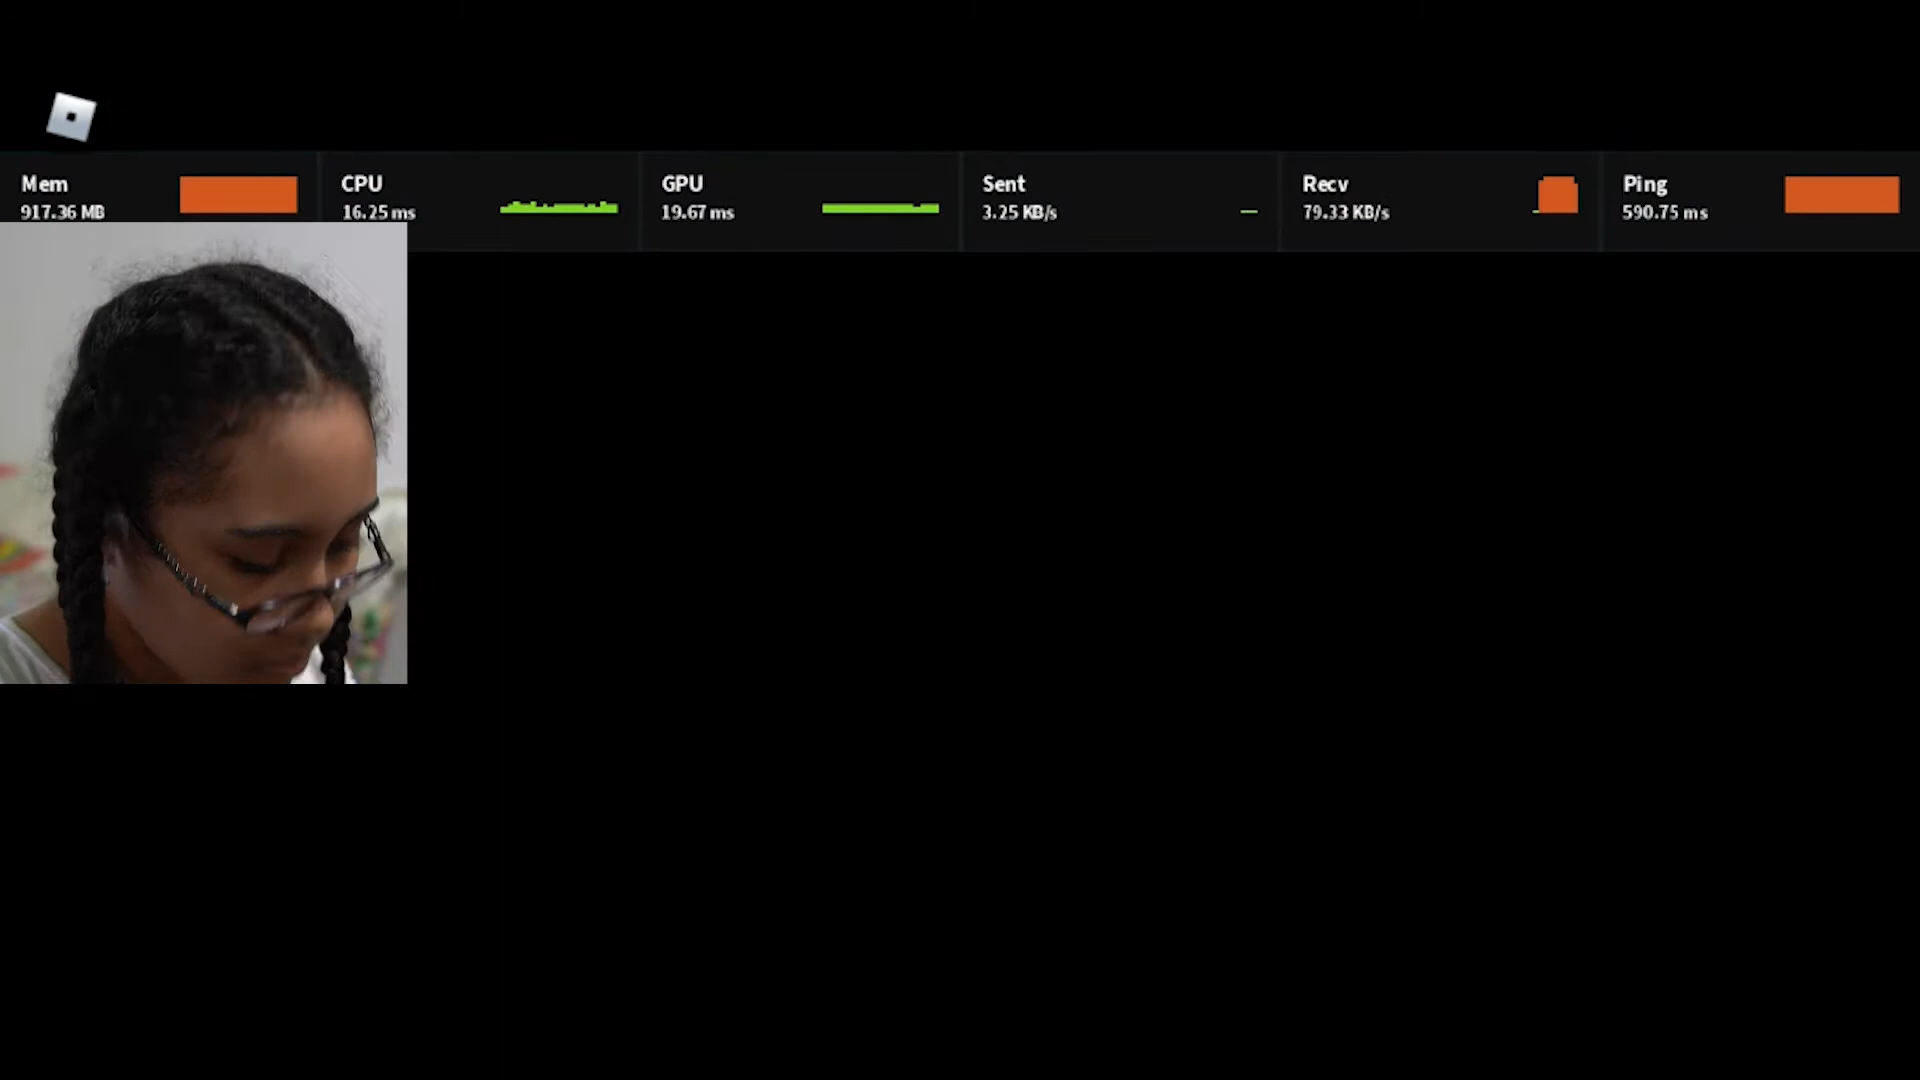 Mem CPU GPU Sent Recv Ping
917.36 MB 16.25 ms 19.67 ms 3.25 KB/s 79.33 KB/s 590.75 ms